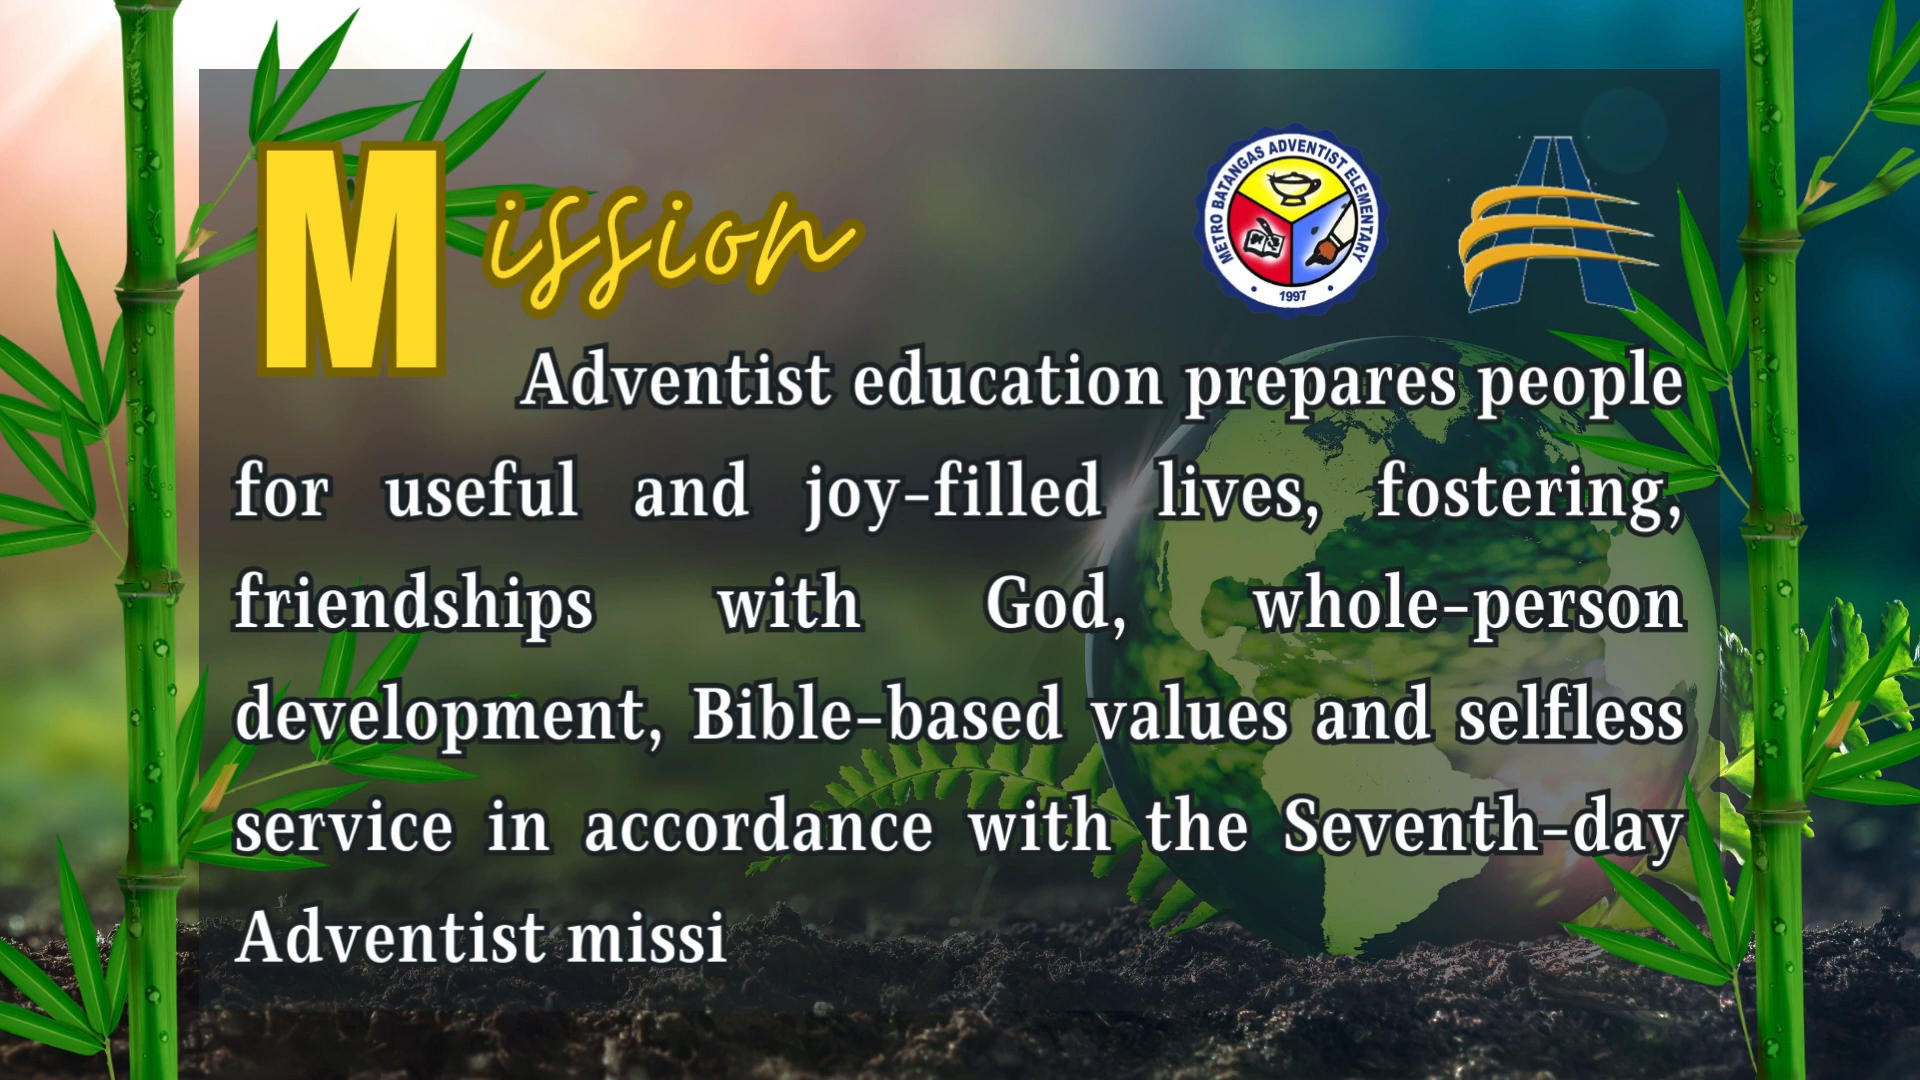 Mission
METRO BATANGAS ADVENTIST ELEMENTARY
1997
Adventist education prepares people
for useful and joy-filled lives, fostering,
friendships with God, whole-person
development, Bible-based values and selfless
service in accordance with the Seventh-day
Adventist missi